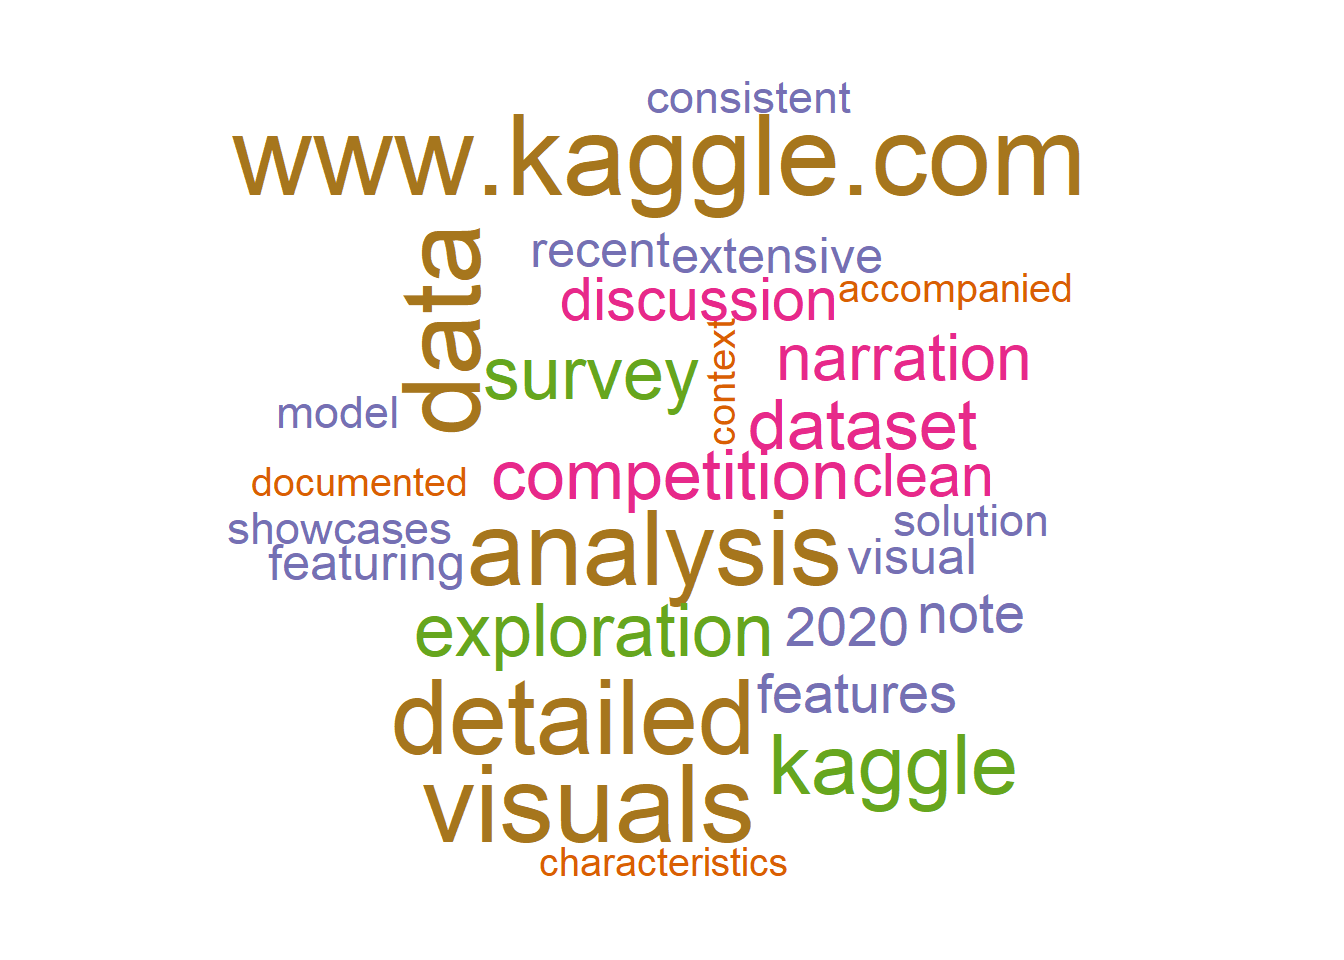 consistent
www.kaggle.com
data
recent
extensive
discussion
accompanied
survey
context
narration
model
dataset
documented
competition
clean
showcases
analysis
solution
featuring
visual
exploration
2020
note
detailed
features
visuals
kaggle
characteristics